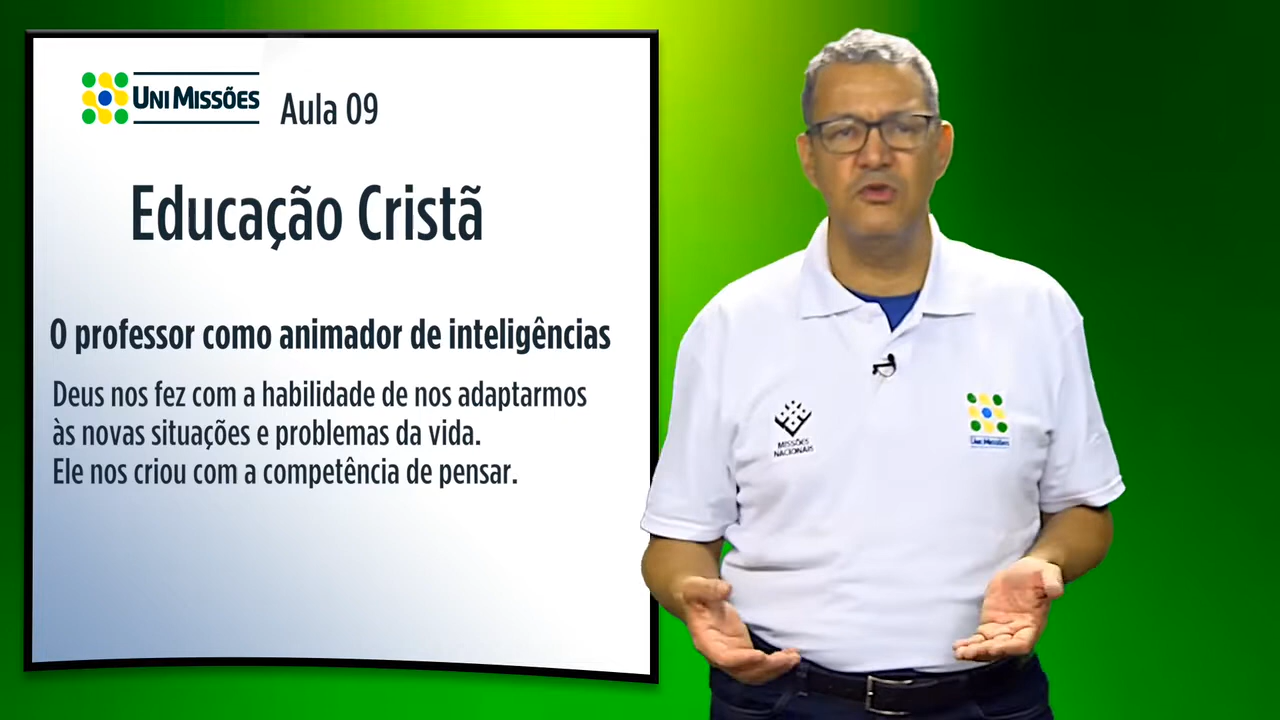 UNI MISSÕES Aula 09
Educação Cristã
O professor como animador de inteligências
Deus nos fez com a habilidade de nos adaptarmos
às novas situações e problemas da vida.
Ele nos criou com a competência de pensar.
MISSÕES
NACIONAIS
UNI MISSÕES